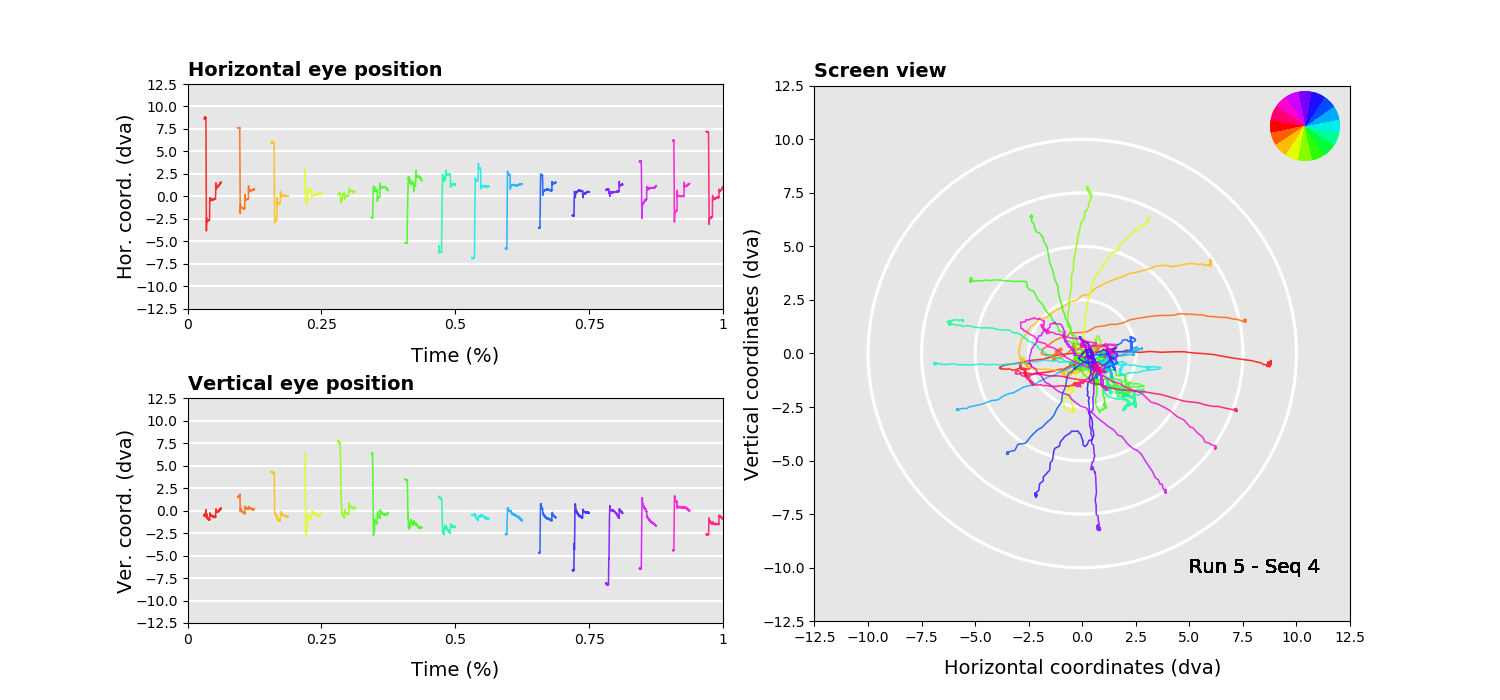 Horizontal eye position
12.5
10.0
7.5
5.0
2.5
0.0
−2.5
−5.0
−7.5
−10.0
−12.5
Hor. coord. (dva)
0 0.25 0.5 0.75 1
Time (%)
Vertical eye position
12.5
10.0
7.5
5.0
2.5
0.0
−2.5
−5.0
−7.5
−10.0
−12.5
Ver. coord. (dva)
0 0.25 0.5 0.75 1
Time (%)
Screen view
12.5
10.0
7.5
5.0
2.5
0.0
−2.5
−5.0
−7.5
−10.0
−12.5
Vertical coordinates (dva)
Run 5 - Seq 4
−12.5 −10.0 −7.5 −5.0 −2.5 0.0 2.5 5.0 7.5 10.0 12.5
Horizontal coordinates (dva)